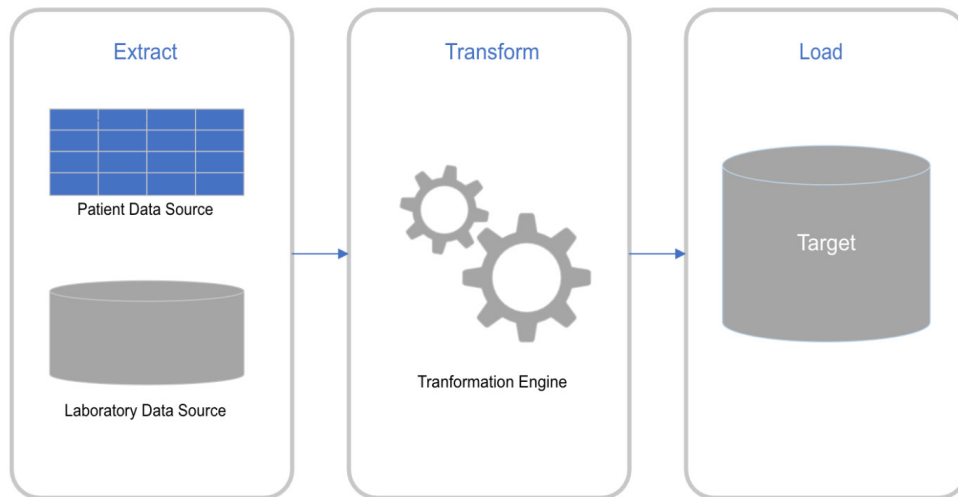 Extract
Patient Data Source
Laboratory Data Source
Transform
Tranformation Engine
Load
Target